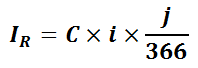 I_R = C × i × j/366